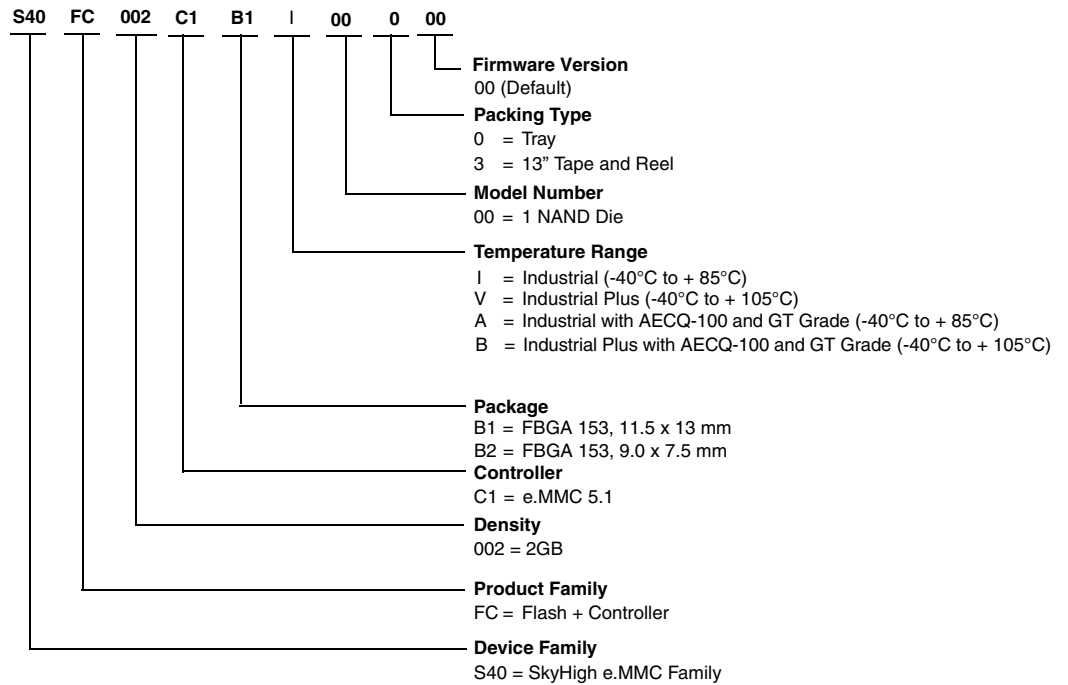 S40 FC 002 C1 B1 I 00 0 00
Firmware Version
00 (Default)
Packing Type
0 = Tray
3 = 13” Tape and Reel
Model Number
00 = 1 NAND Die
Temperature Range
I = Industrial (-40°C to + 85°C)
V = Industrial Plus (-40°C to + 105°C)
A = Industrial with AECQ-100 and GT Grade (-40°C to + 85°C)
B = Industrial Plus with AECQ-100 and GT Grade (-40°C to + 105°C)
Package
B1 = FBGA 153, 11.5 x 13 mm
B2 = FBGA 153, 9.0 x 7.5 mm
Controller
C1 = e.MMC 5.1
Density
002 = 2GB
Product Family
FC = Flash + Controller
Device Family
S40 = SkyHigh e.MMC Family